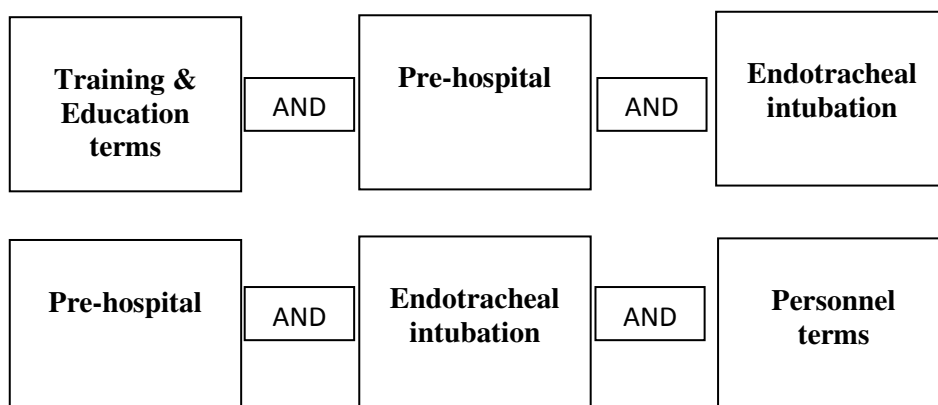 Training &
Education
terms
AND
Pre-hospital
AND
Endotracheal
intubation
Pre-hospital
AND
Endotracheal
intubation
AND
Personnel
terms